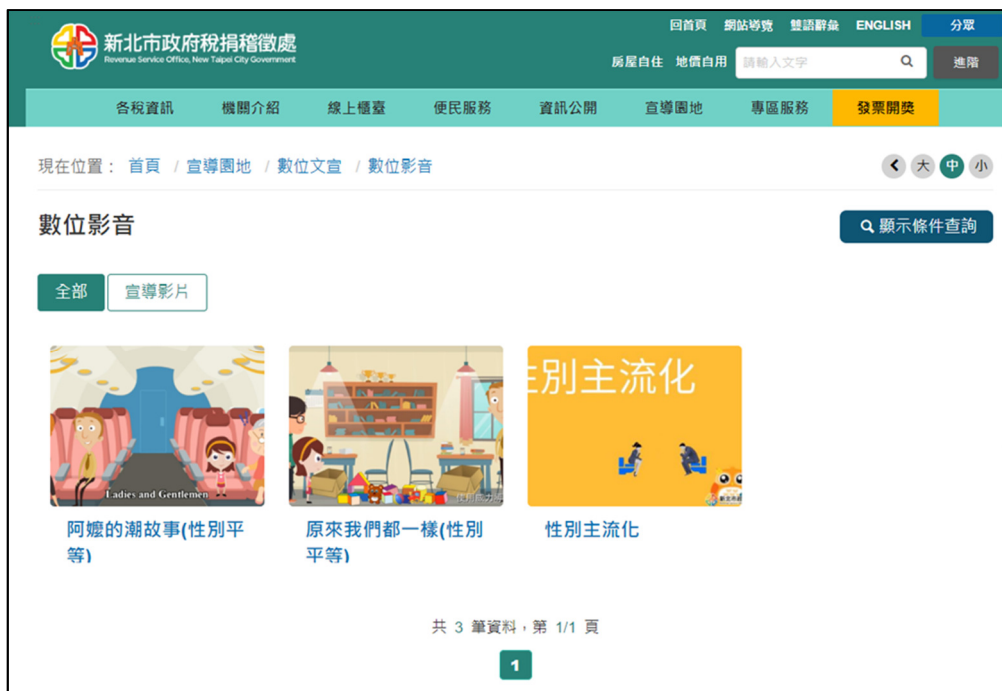 回首頁 網站導覽 雙語辭彙 ENGLISH 分眾
新北市政府稅捐稽徵處
Revenue Service Office, New Taipei City Government
房屋自住 地價自用 請輸入文字 進階
各稅資訊 機關介紹 線上櫃臺 便民服務 資訊公開 宣導園地 專區服務 發票開獎
現在位置： 首頁 / 宣導園地 / 數位文宣 / 數位影音
大 中 小
數位影音
顯示條件查詢
全部 宣導影片
Ladies and Gentlemen
性別主流化
阿嬤的潮故事(性別平等)
原來我們都一樣(性別平等)
性別主流化
共 3 筆資料，第 1/1 頁
1